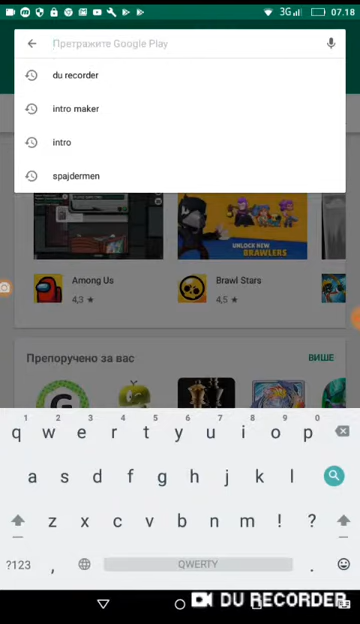 3G 07.18
Претражите Google Play
du recorder
intro maker
intro
spajdermen
UNLOCK NEW
BRAWLERS
Among Us
4,3 ★
Brawl Stars
4,5 ★
Препоручено за вас
ВИШЕ
1 2 3 4 5 6 7 8 9 0
q w e r t y u i o p
a s d f g h j k l
z x c v b n m ! ?
?123 , QWERTY .
DU RECORDER